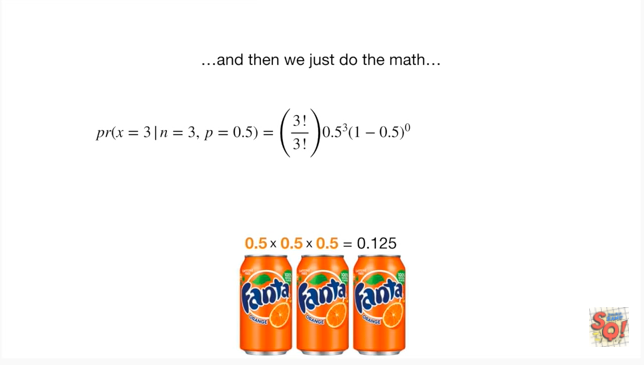 …and then we just do the math…
pr(x = 3 | n = 3, p = 0.5) = (3!/3!) 0.5³(1 − 0.5)⁰
0.5 x 0.5 x 0.5 = 0.125
Fanta Fanta Fanta
ORANGE ORANGE ORANGE
SQ!